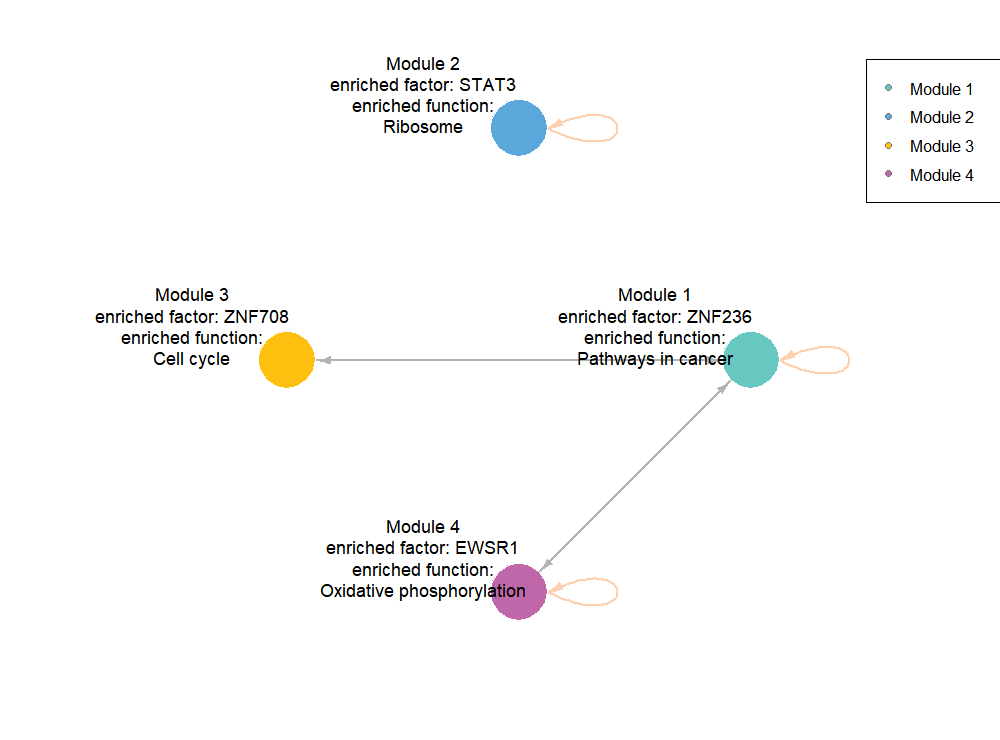 Module 2
enriched factor: STAT3
enriched function:
Ribosome
Module 1
Module 2
Module 3
Module 4
Module 3
enriched factor: ZNF708
enriched function:
Cell cycle
Module 1
enriched factor: ZNF236
enriched function:
Pathways in cancer
Module 4
enriched factor: EWSR1
enriched function:
Oxidative phosphorylation